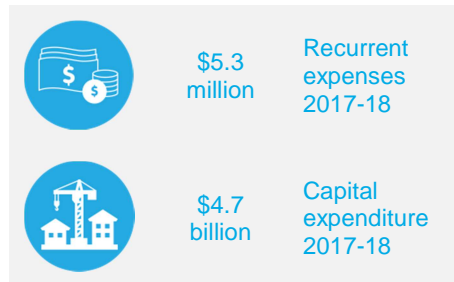 $
$
$5.3
million
Recurrent
expenses
2017-18
$4.7
billion
Capital
expenditure
2017-18